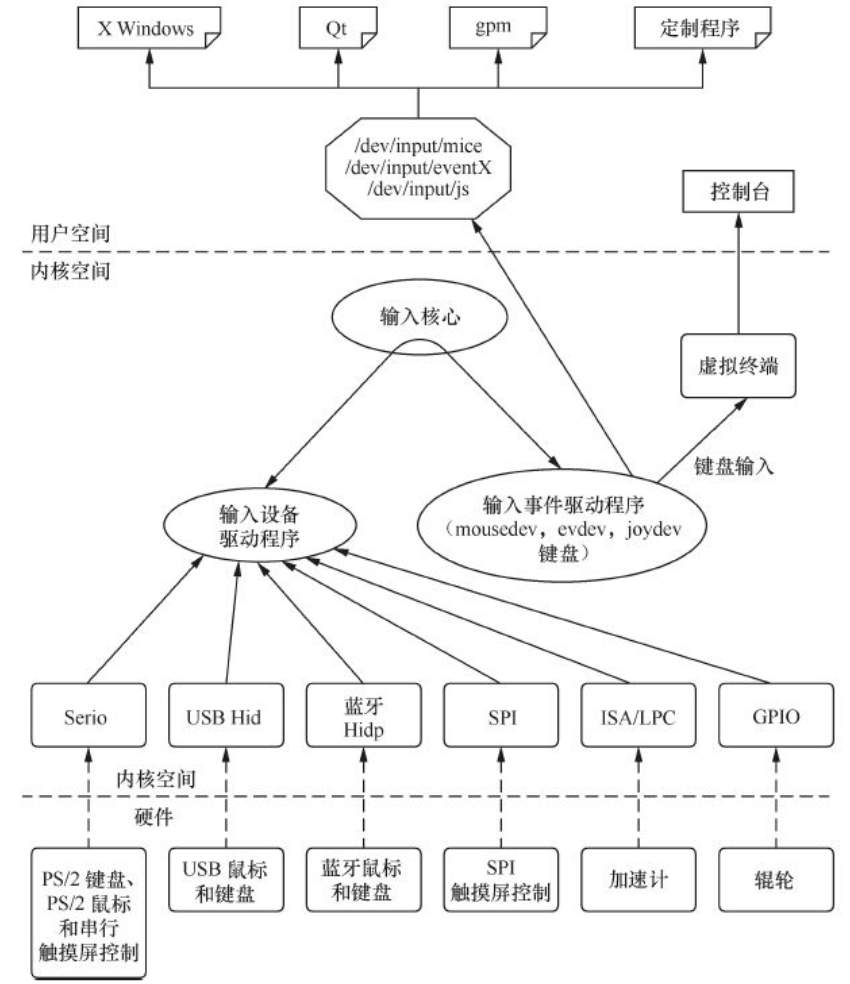 X Windows
Qt
gpm
定制程序
/dev/input/mice
/dev/input/eventX
/dev/input/js
控制台
用户空间
内核空间
输入核心
虚拟终端
键盘输入
输入设备
驱动程序
输入事件驱动程序
（mousedev，evdev，joydev
键盘）
Serio
USB Hid
蓝牙
Hidp
SPI
ISA/LPC
GPIO
内核空间
硬件
PS/2 键盘、
PS/2 鼠标
和串行
触摸屏控制
USB 鼠标
和键盘
蓝牙鼠标
和键盘
SPI
触摸屏控制
加速计
辊轮